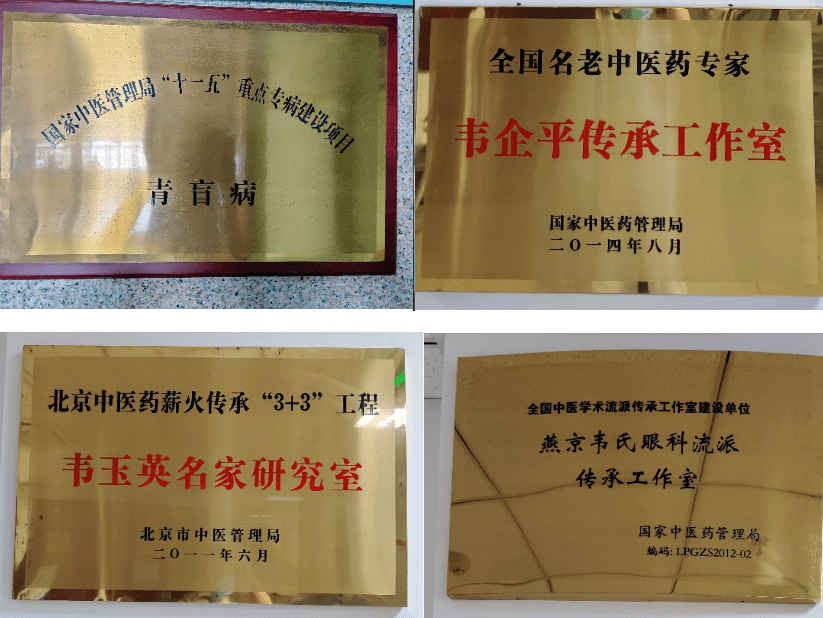 国家中医管理局“十一五”重点专病建设项目
青盲病
全国名老中医药专家
韦企平传承工作室
国家中医药管理局
二〇一四年八月
北京中医药薪火传承“3+3”工程
韦玉英名家研究室
北京市中医管理局
二〇一一年六月
全国中医学术流派传承工作室建设单位
燕京韦氏眼科流派
传承工作室
国家中医药管理局
编码: LPGZS2012-02